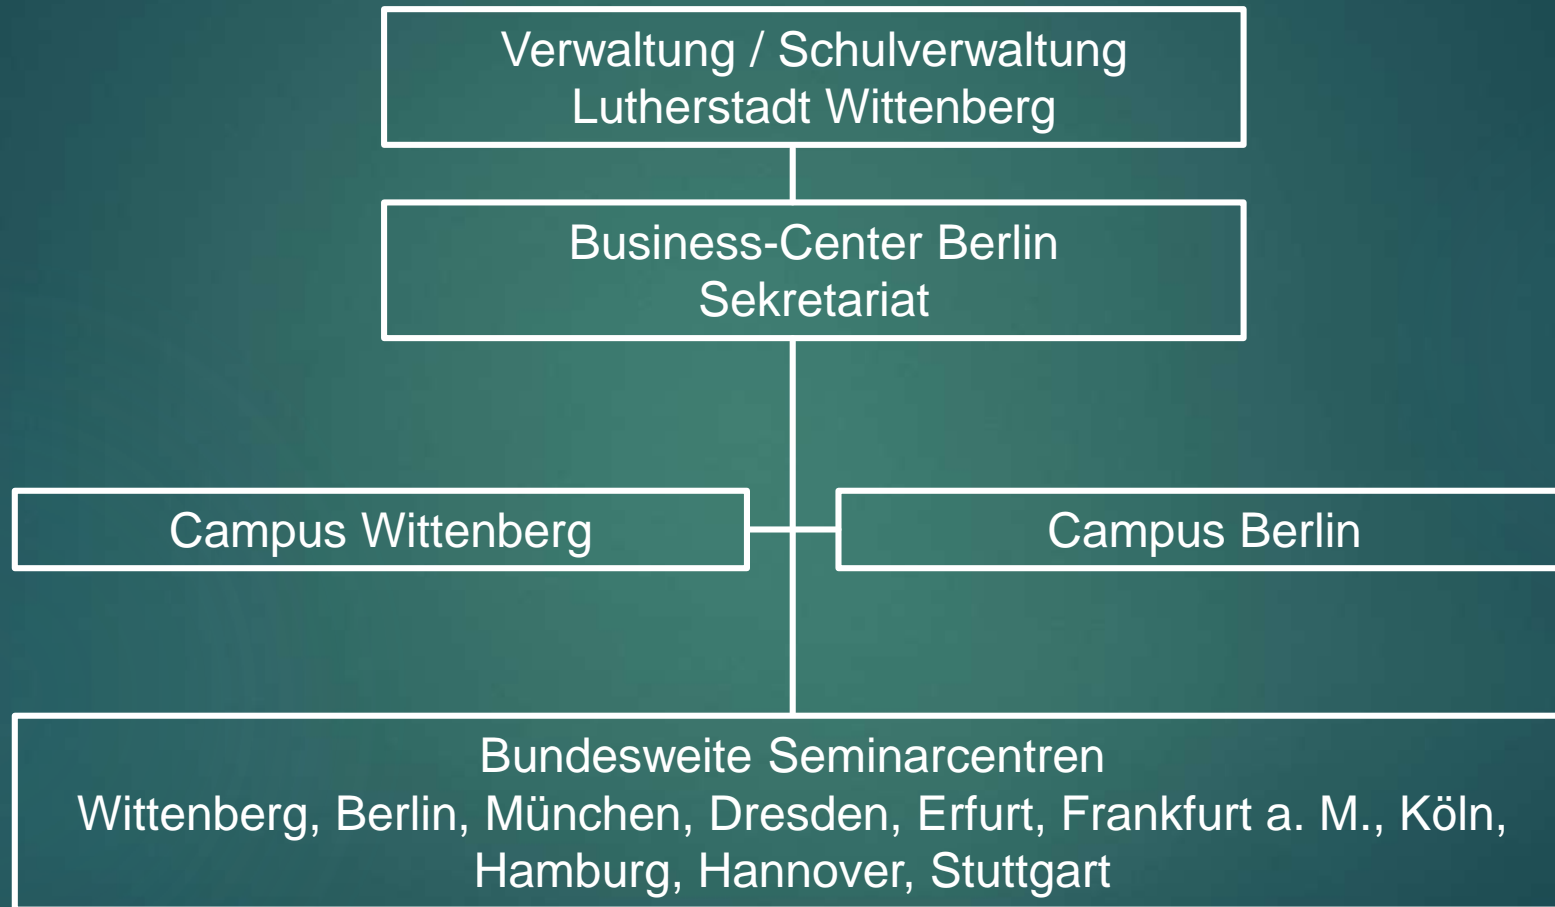 Verwaltung / Schulverwaltung
Lutherstadt Wittenberg
Business-Center Berlin
Sekretariat
Campus Wittenberg
Campus Berlin
Bundesweite Seminarcentren
Wittenberg, Berlin, München, Dresden, Erfurt, Frankfurt a. M., Köln,
Hamburg, Hannover, Stuttgart